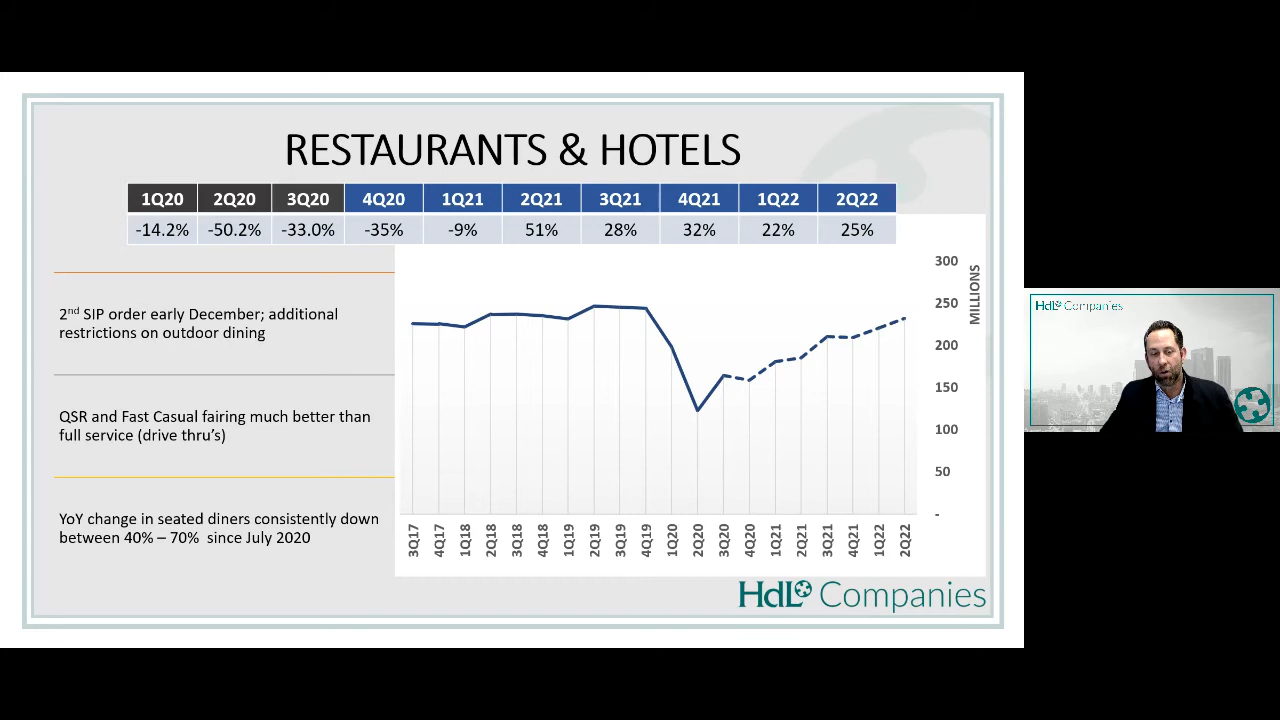 RESTAURANTS & HOTELS
1Q20 2Q20 3Q20 4Q20 1Q21 2Q21 3Q21 4Q21 1Q22 2Q22
-14.2% -50.2% -33.0% -35% -9% 51% 28% 32% 22% 25%
2nd SIP order early December; additional
restrictions on outdoor dining
QSR and Fast Casual fairing much better than
full service (drive thru’s)
YoY change in seated diners consistently down
between 40% – 70% since July 2020
300
250
200
150
100
50
-
MILLIONS
3Q17 4Q17 1Q18 2Q18 3Q18 4Q18 1Q19 2Q19 3Q19 4Q19 1Q20 2Q20 3Q20 4Q20 1Q21 2Q21 3Q21 4Q21 1Q22 2Q22
HdL Companies
HdL Companies